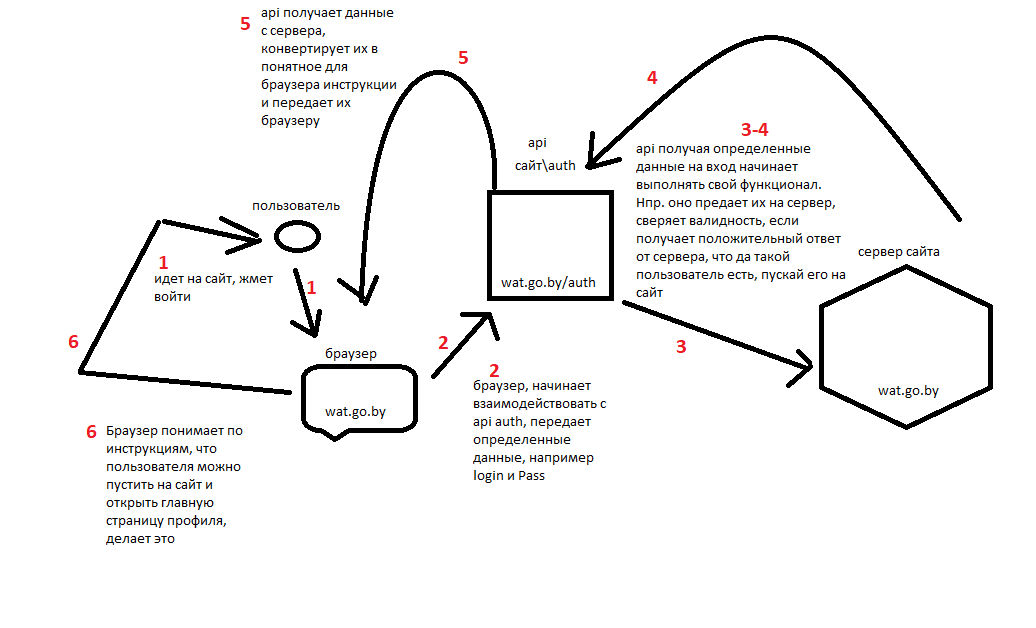 5
api получает данные
с сервера,
конвертирует их в
понятное для
браузера инструкции
и передает их
браузеру
5
4
api
сайт\auth
3-4
api получая определенные
данные на вход начинает
выполнять свой функционал.
Нпр. оно предает их на сервер,
сверяет валидность, если
получает положительный ответ
от сервера, что да такой
пользователь есть, пускай его на
сайт
пользователь
сервер сайта
1
идет на сайт, жмет
войти
1
wat.go.by/auth
6
2
3
браузер
wat.go.by
2
браузер, начинает
взаимодействовать с
api auth, передает
определенные
данные, например
login и Pass
wat.go.by
6
Браузер понимает по
инструкциям, что
пользователя можно
пустить на сайт и
открыть главную
страницу профиля,
делает это